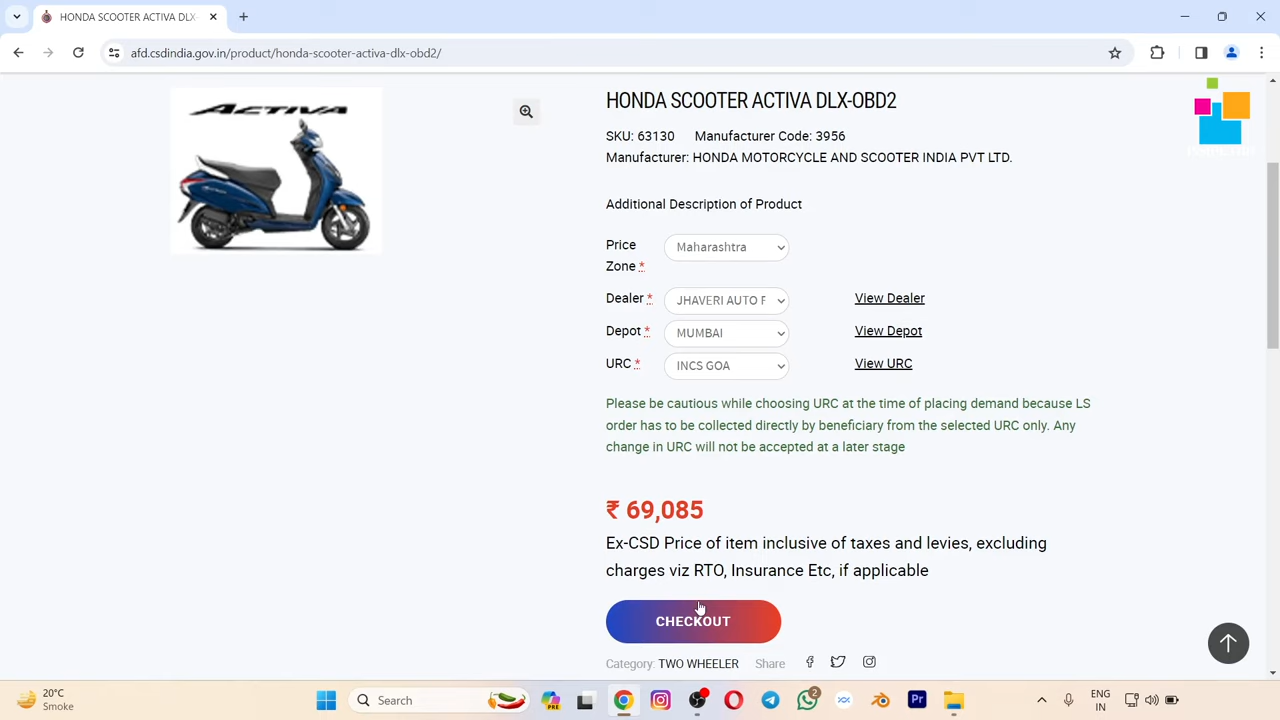 HONDA SCOOTER ACTIVA DLX-
afd.csdindia.gov.in/product/honda-scooter-activa-dlx-obd2/
ACTIVA
HONDA SCOOTER ACTIVA DLX-OBD2
SKU: 63130 Manufacturer Code: 3956
Manufacturer: HONDA MOTORCYCLE AND SCOOTER INDIA PVT LTD.
Additional Description of Product
Price Maharashtra
Zone *
Dealer * JHAVERI AUTO F View Dealer
Depot * MUMBAI View Depot
URC * INCS GOA View URC
Please be cautious while choosing URC at the time of placing demand because LS
order has to be collected directly by beneficiary from the selected URC only. Any
change in URC will not be accepted at a later stage
₹ 69,085
Ex-CSD Price of item inclusive of taxes and levies, excluding
charges viz RTO, Insurance Etc, if applicable
CHECKOUT
Category: TWO WHEELER Share
20°C
Smoke
Search
PRE
2
Pr
ENG
IN